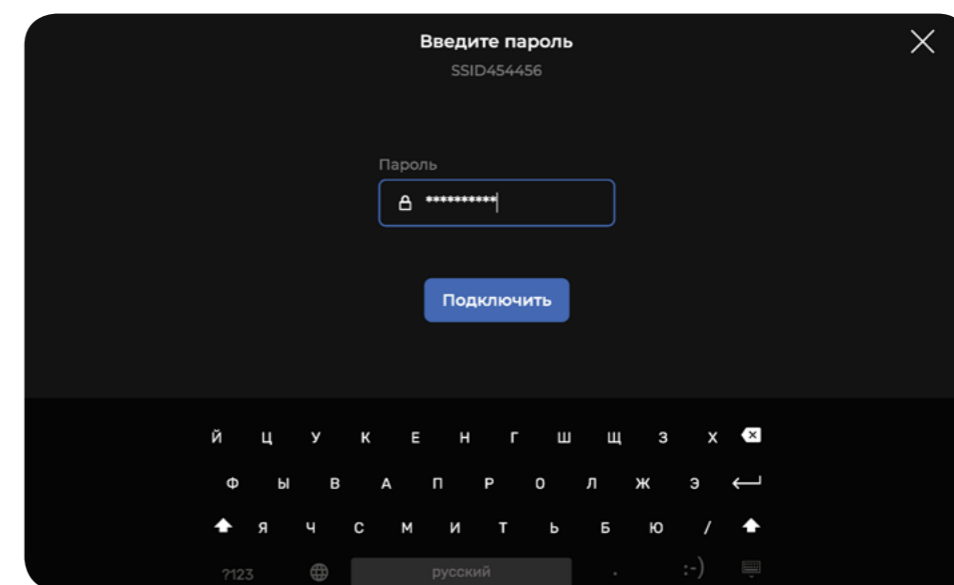 Введите пароль
SSID454456
Пароль
**********
Подключить
Й Ц У К Е Н Г Ш Щ З Х
Ф Ы В А П Р О Л Ж Э
Я Ч С М И Т Ь Б Ю /
?123 русский . :-)